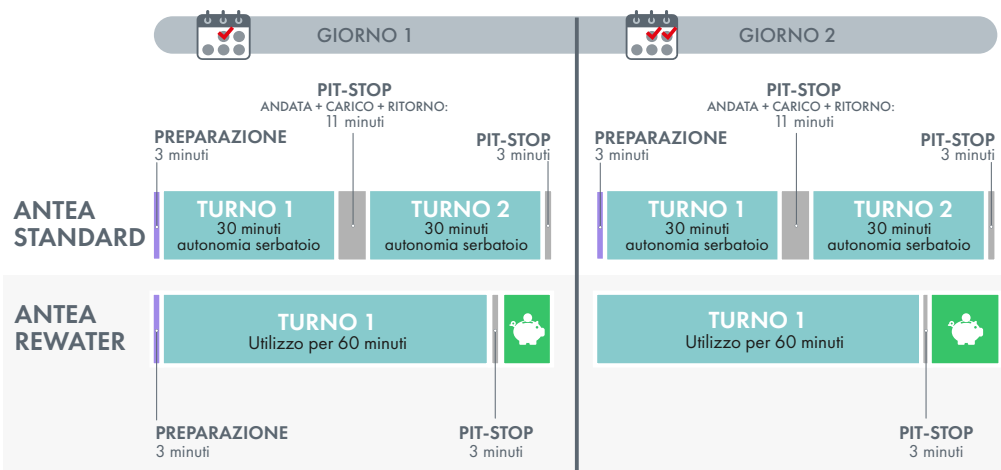 GIORNO 1
GIORNO 2
PIT-STOP
ANDATA + CARICO + RITORNO:
11 minuti
PREPARAZIONE
3 minuti
PIT-STOP
3 minuti
PIT-STOP
ANDATA + CARICO + RITORNO:
11 minuti
PREPARAZIONE
3 minuti
PIT-STOP
3 minuti
ANTEA
STANDARD
TURNO 1
30 minuti
autonomia serbatoio
TURNO 2
30 minuti
autonomia serbatoio
TURNO 1
30 minuti
autonomia serbatoio
TURNO 2
30 minuti
autonomia serbatoio
ANTEA
REWATER
TURNO 1
Utilizzo per 60 minuti
TURNO 1
Utilizzo per 60 minuti
PREPARAZIONE
3 minuti
PIT-STOP
3 minuti
PIT-STOP
3 minuti